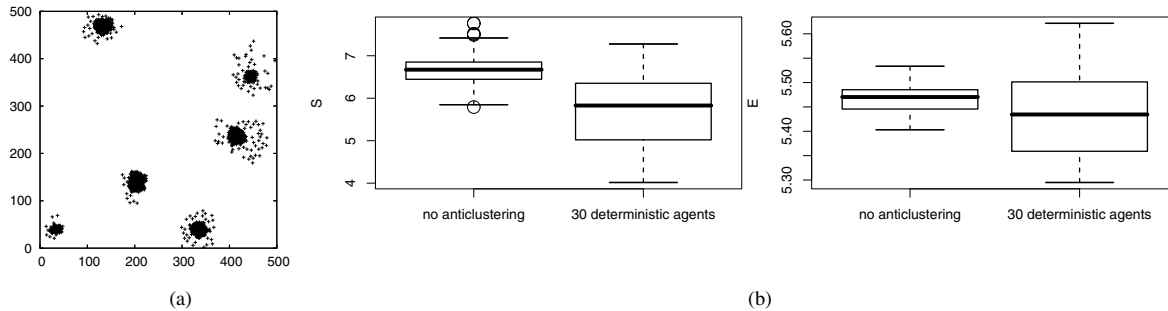 500
400
300
200
100
0
0 100 200 300 400 500
(a)
S
7
6
5
4
no anticlustering 30 deterministic agents
E
5.60
5.50
5.40
5.30
no anticlustering 30 deterministic agents
(b)